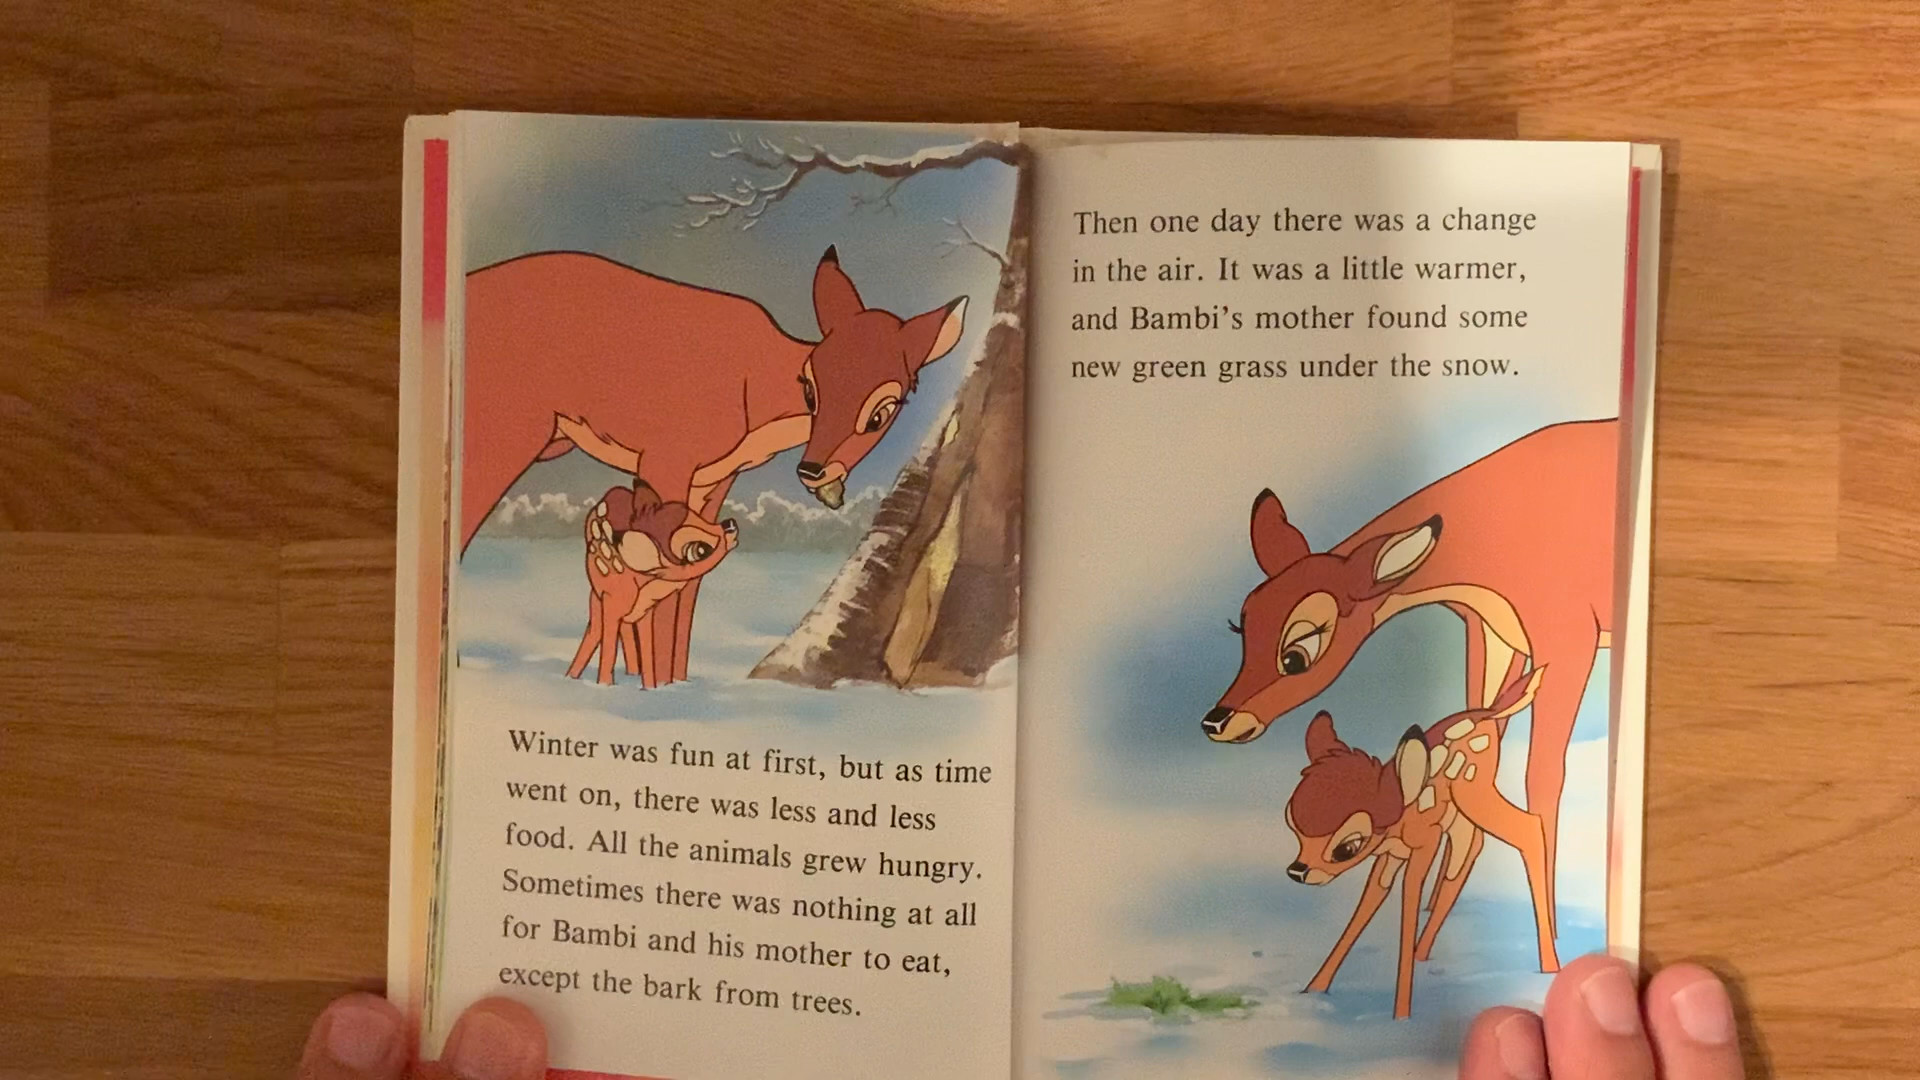 Winter was fun at first, but as time
went on, there was less and less
food. All the animals grew hungry.
Sometimes there was nothing at all
for Bambi and his mother to eat,
except the bark from trees.
Then one day there was a change
in the air. It was a little warmer,
and Bambi’s mother found some
new green grass under the snow.